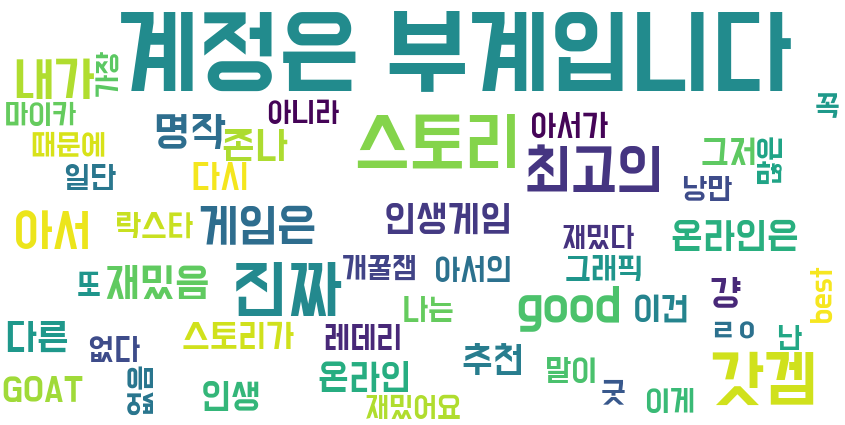 계정은 부계입니다
내가
가장
마이카
아니라
꼭
명작
스토리
아서가
때문에
존나
최고의
그저
않은
일단
다시
낭만
아서
락스타
게임은
인생게임
재밌다
온라인은
또
재밌음
진짜
개꿀잼
아서의
그래픽
나는
good
이건
걍
best
다른
없다
스토리가
레데리
ㄹㅇ
난
추천
갓겜
GOAT
없음
인생
온라인
말이
굿
이게
재밌어요